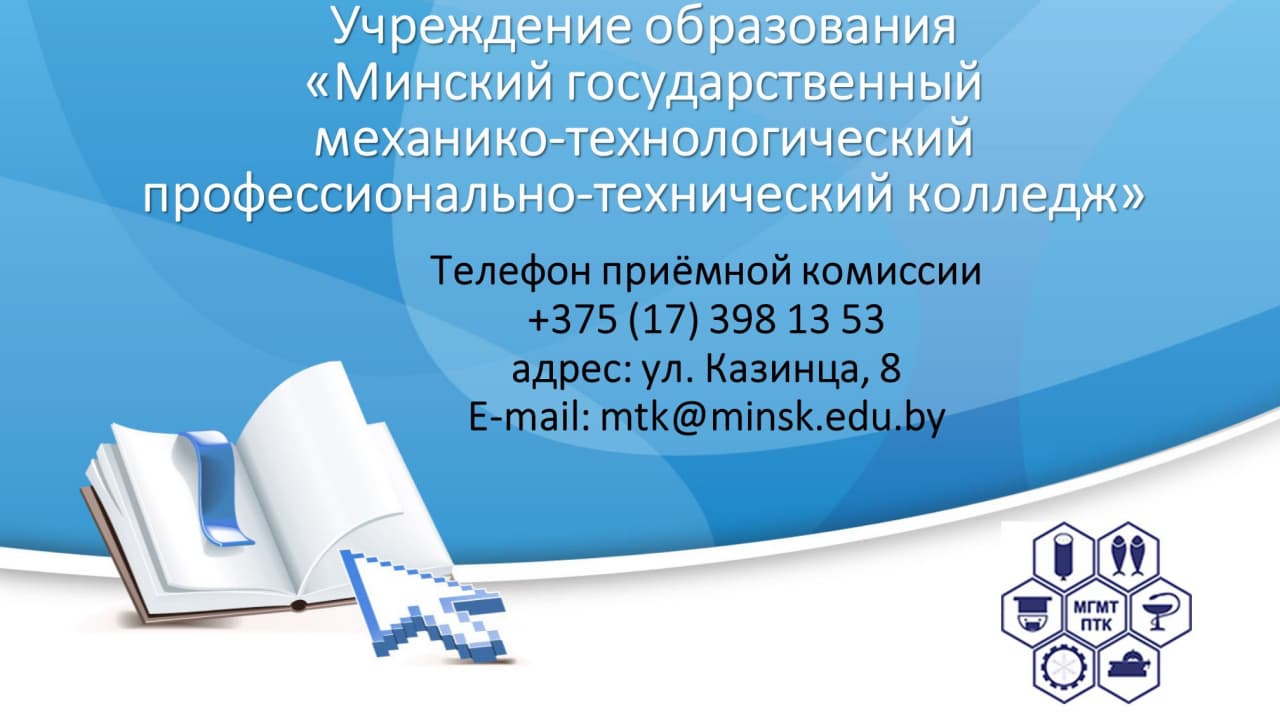 Учреждение образования
«Минский государственный
механико-технологический
профессионально-технический колледж»
Телефон приёмной комиссии
+375 (17) 398 13 53
адрес: ул. Казинца, 8
E-mail: mtk@minsk.edu.by
МГМТ
ПТК